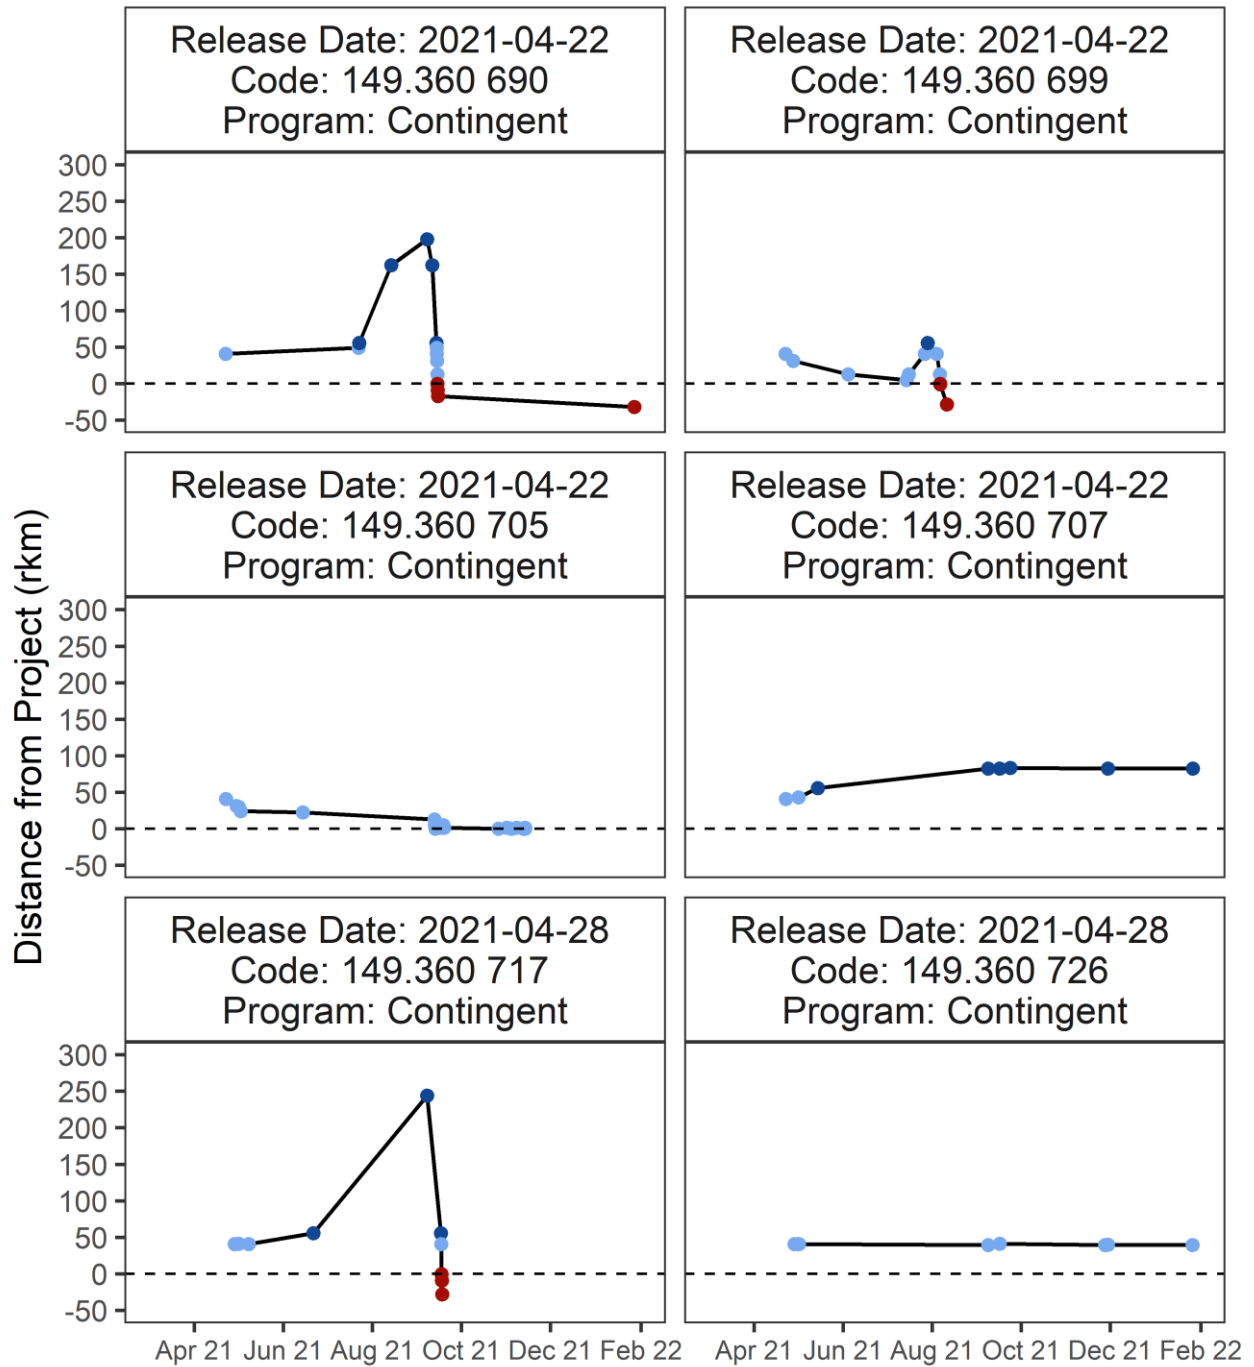 Release Date: 2021-04-22
Code: 149.360 690
Program: Contingent
Release Date: 2021-04-22
Code: 149.360 699
Program: Contingent
300
250
200
150
100
50
0
-50
Release Date: 2021-04-22
Code: 149.360 705
Program: Contingent
Release Date: 2021-04-22
Code: 149.360 707
Program: Contingent
Distance from Project (rkm)
300
250
200
150
100
50
0
-50
Release Date: 2021-04-28
Code: 149.360 717
Program: Contingent
Release Date: 2021-04-28
Code: 149.360 726
Program: Contingent
300
250
200
150
100
50
0
-50
Apr 21 Jun 21 Aug 21 Oct 21 Dec 21 Feb 22
Apr 21 Jun 21 Aug 21 Oct 21 Dec 21 Feb 22